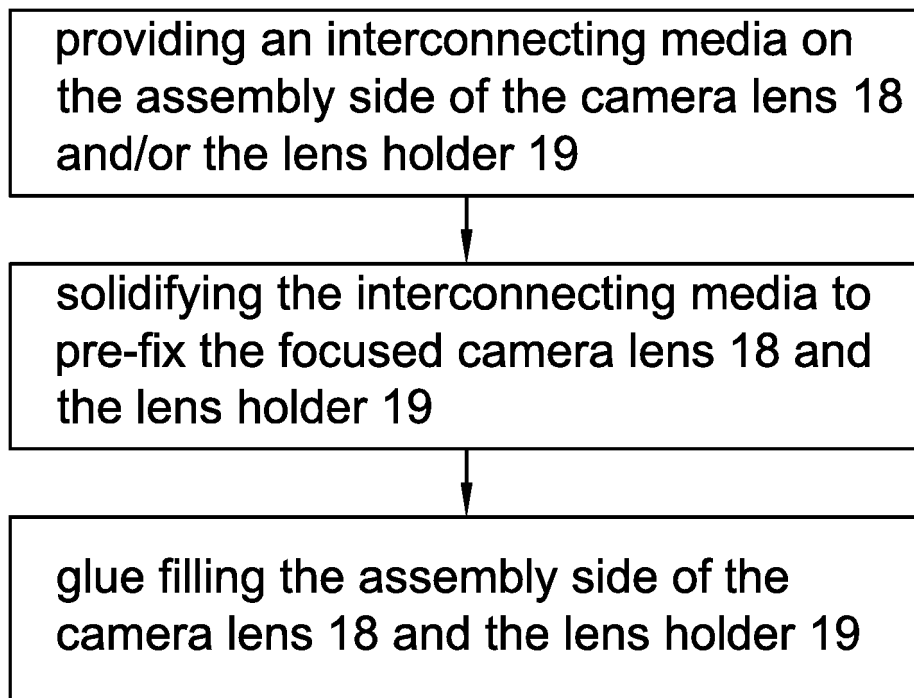 providing an interconnecting media on
the assembly side of the camera lens 18
and/or the lens holder 19
solidifying the interconnecting media to
pre-fix the focused camera lens 18 and
the lens holder 19
glue filling the assembly side of the
camera lens 18 and the lens holder 19